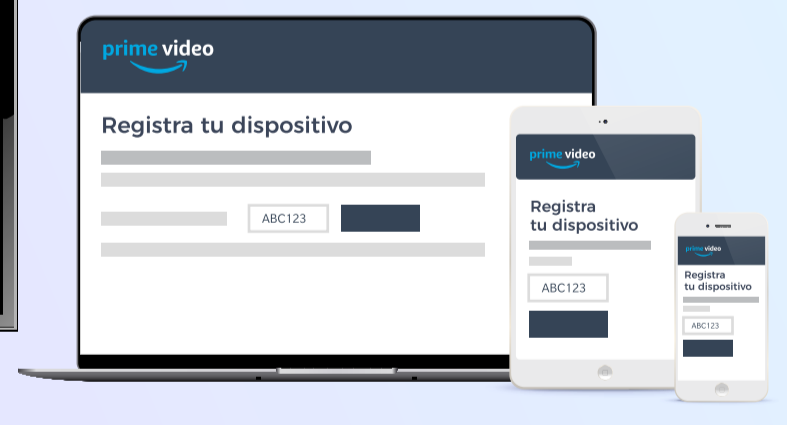 prime video
Registra tu dispositivo
ABC123
prime video
Registra
tu dispositivo
ABC123
prime video
Registra
tu dispositivo
ABC123